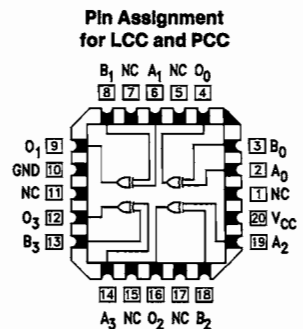 Pin Assignment
for LCC and PCC
B1 NC A1 NC O0
8 7 6 5 4
O1 9
GND 10
NC 11
O3 12
B3 13
3 B0
2 A0
1 NC
20 VCC
19 A2
14 15 16 17 18
A3 NC O2 NC B2